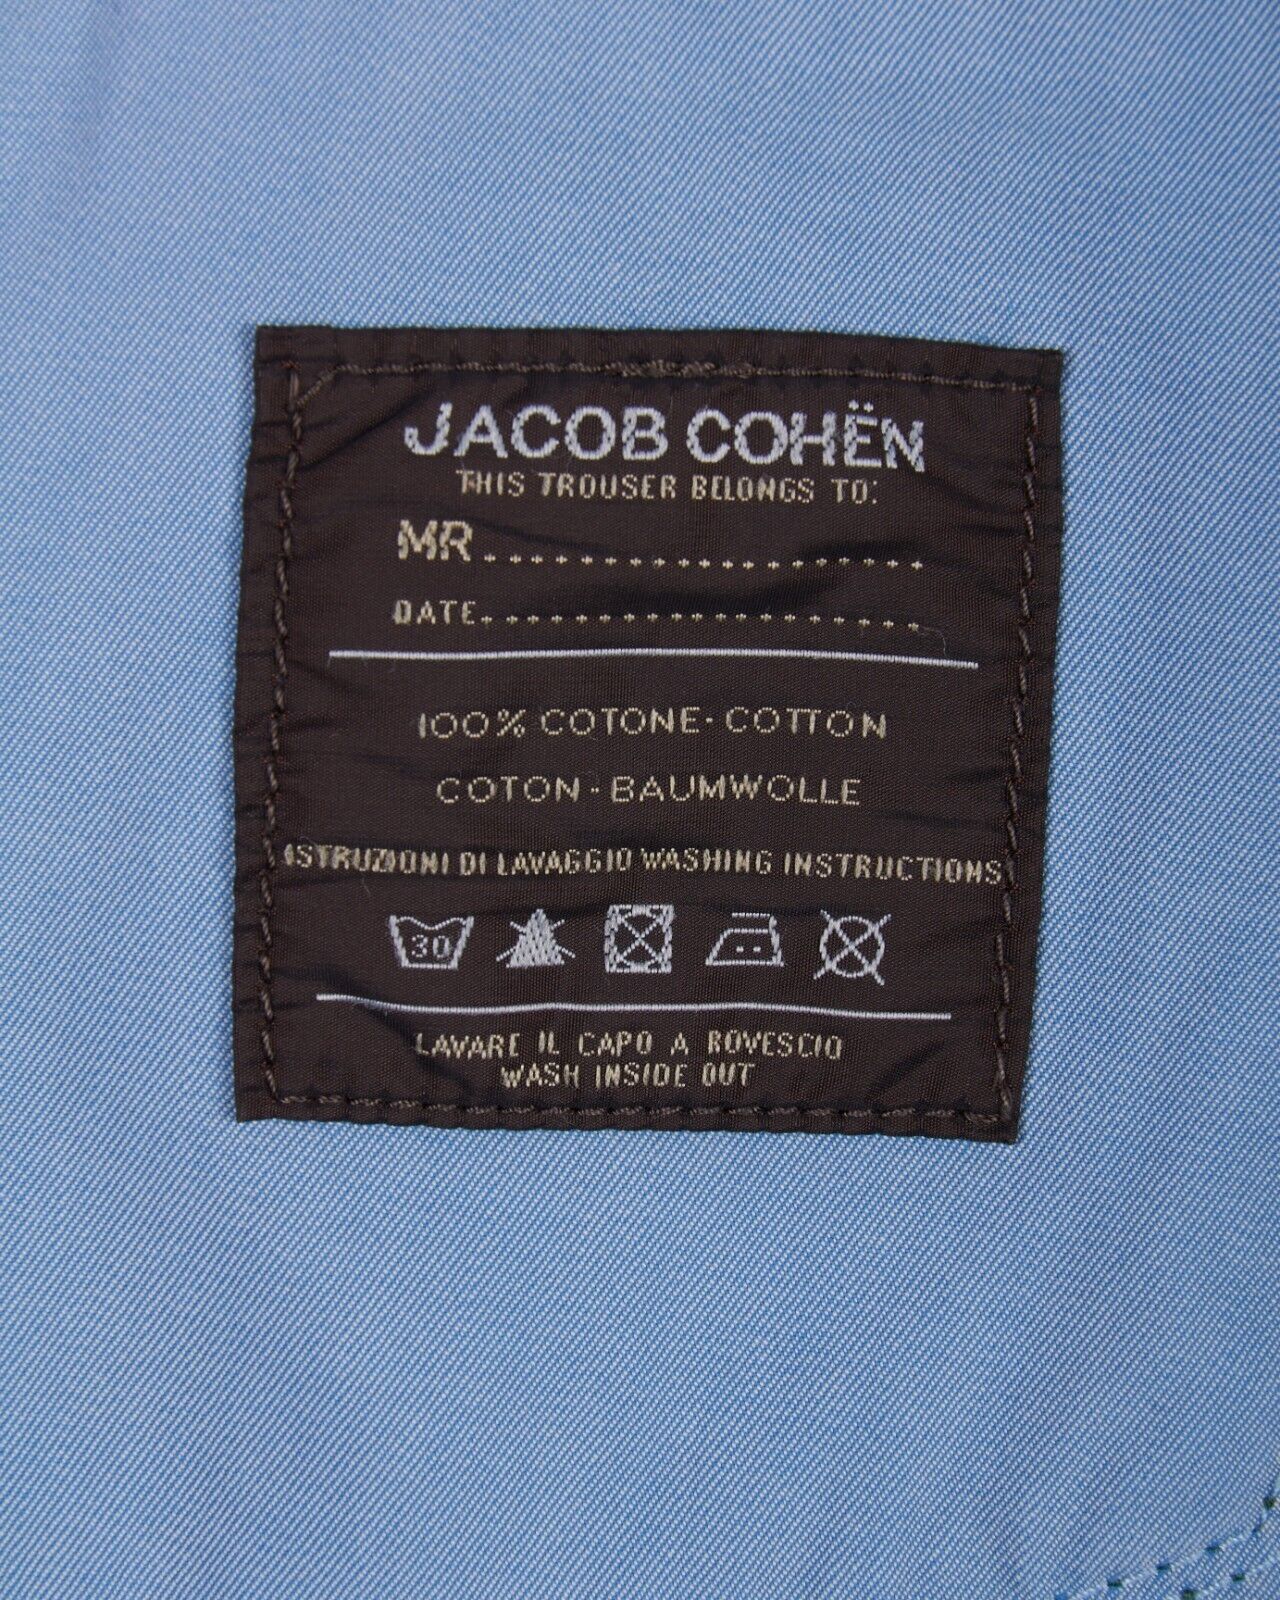 JACOB COHËN
THIS TROUSER BELONGS TO:
MR..................
DATE..................
100% COTONE - COTTON
COTON - BAUMWOLLE
ISTRUZIONI DI LAVAGGIO WASHING INSTRUCTIONS
30
LAVARE IL CAPO A ROVESCIO
WASH INSIDE OUT